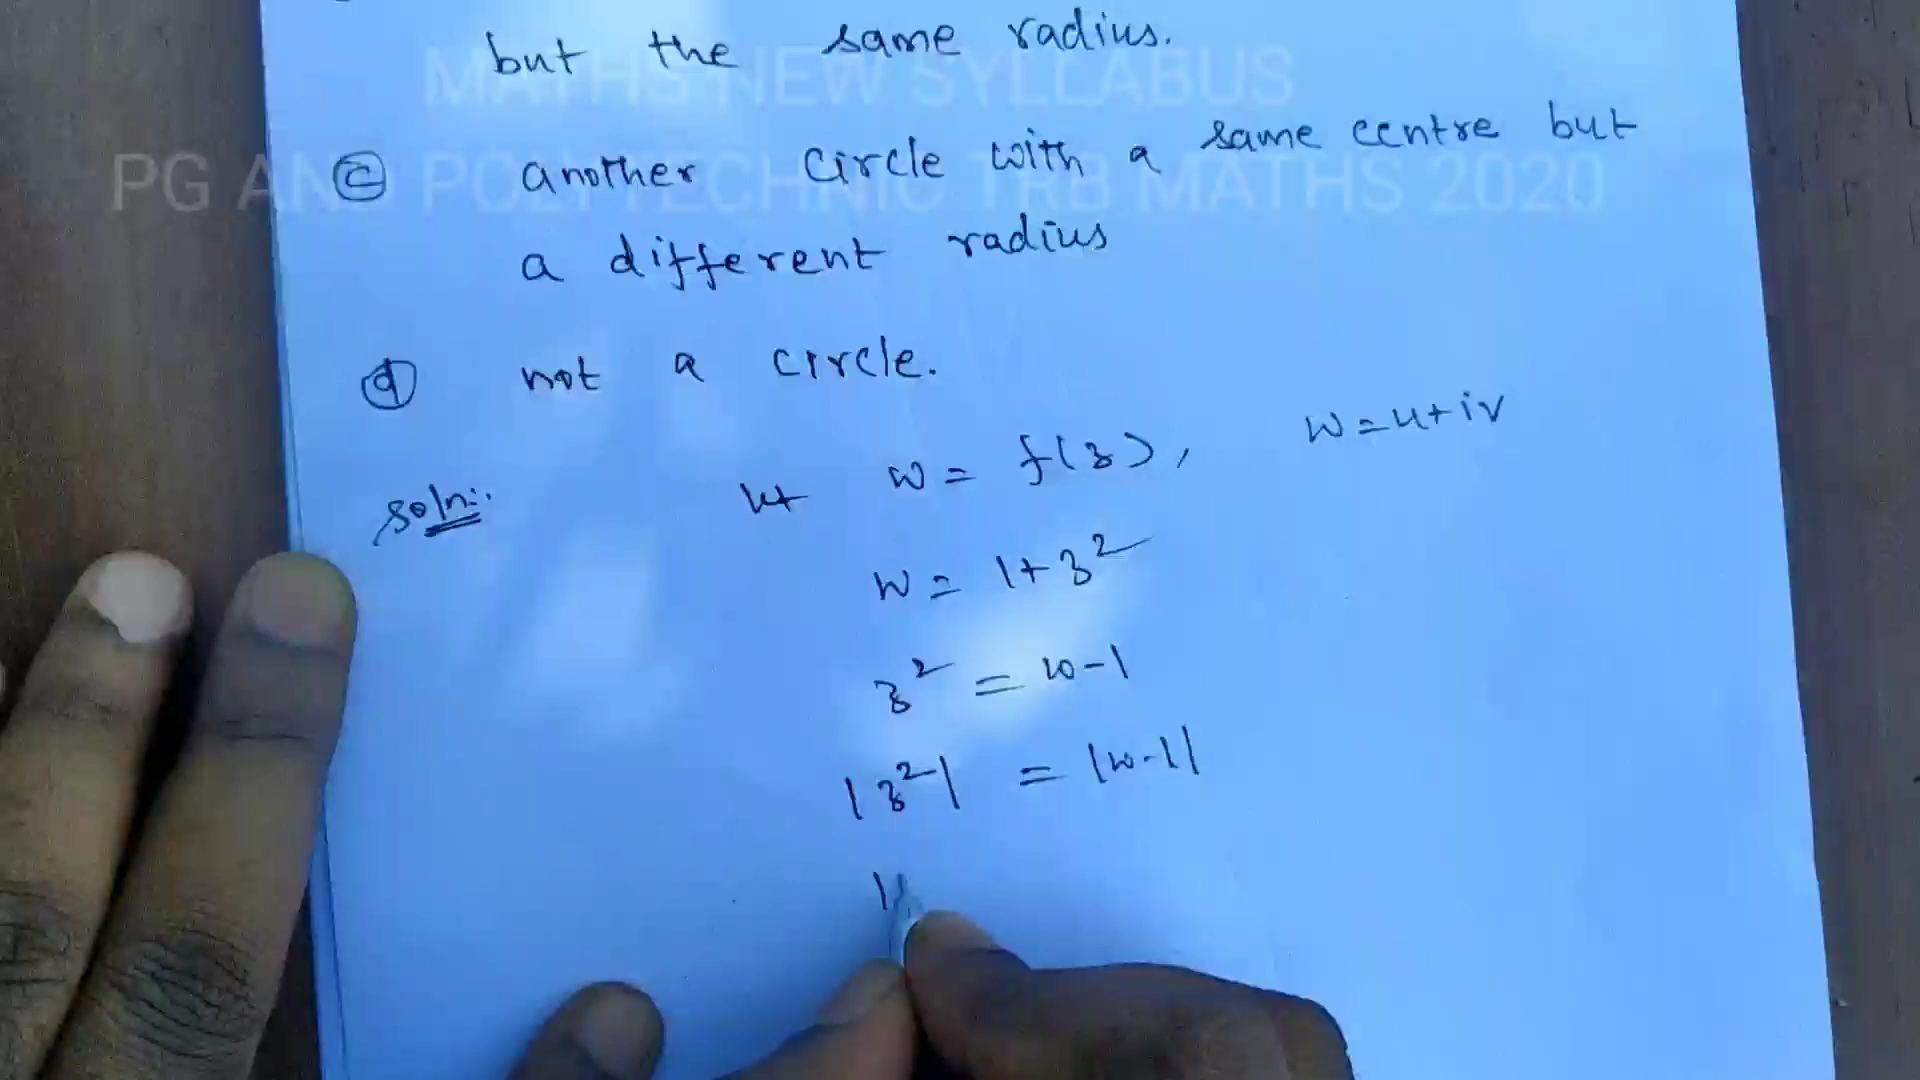 but the same radius.
MATHS NEW SYLLABUS
PG AND POLYTECHNIC TRB MATHS 2020
ⓒ another circle with a same centre but
a different radius
ⓓ not a circle.
soln:. let w = f(z), w=u+iv
w = 1+z²
z² = w-1
|z²| = |w-1|
|